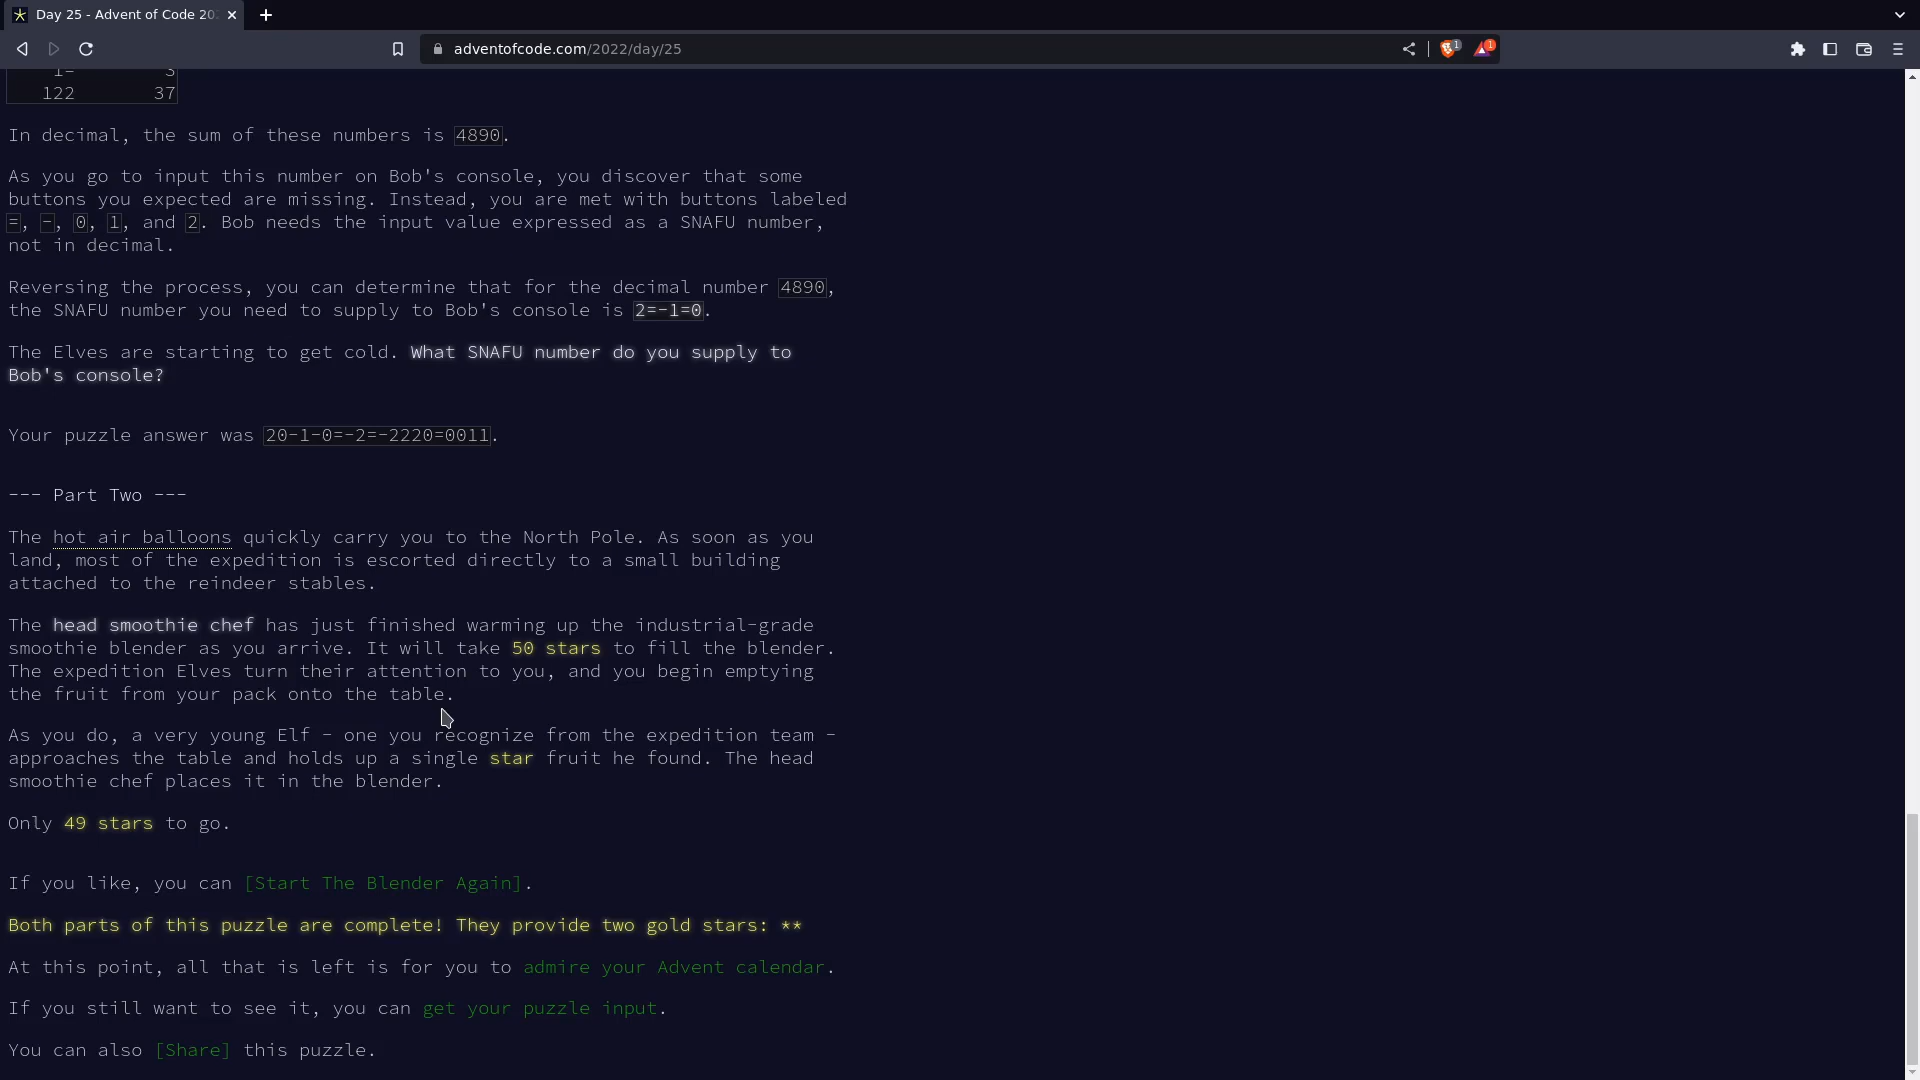 Day 25 - Advent of Code 202
adventofcode.com/2022/day/25
1
1
1= 3
122 37
In decimal, the sum of these numbers is 4890.
As you go to input this number on Bob's console, you discover that some
buttons you expected are missing. Instead, you are met with buttons labeled
=, -, 0, 1, and 2. Bob needs the input value expressed as a SNAFU number,
not in decimal.
Reversing the process, you can determine that for the decimal number 4890,
the SNAFU number you need to supply to Bob's console is 2=-1=0.
The Elves are starting to get cold. What SNAFU number do you supply to
Bob's console?
Your puzzle answer was 20-1-0=-2=-2220=0011.
--- Part Two ---
The hot air balloons quickly carry you to the North Pole. As soon as you
land, most of the expedition is escorted directly to a small building
attached to the reindeer stables.
The head smoothie chef has just finished warming up the industrial-grade
smoothie blender as you arrive. It will take 50 stars to fill the blender.
The expedition Elves turn their attention to you, and you begin emptying
the fruit from your pack onto the table.
As you do, a very young Elf - one you recognize from the expedition team -
approaches the table and holds up a single star fruit he found. The head
smoothie chef places it in the blender.
Only 49 stars to go.
If you like, you can [Start The Blender Again].
Both parts of this puzzle are complete! They provide two gold stars: **
At this point, all that is left is for you to admire your Advent calendar.
If you still want to see it, you can get your puzzle input.
You can also [Share] this puzzle.